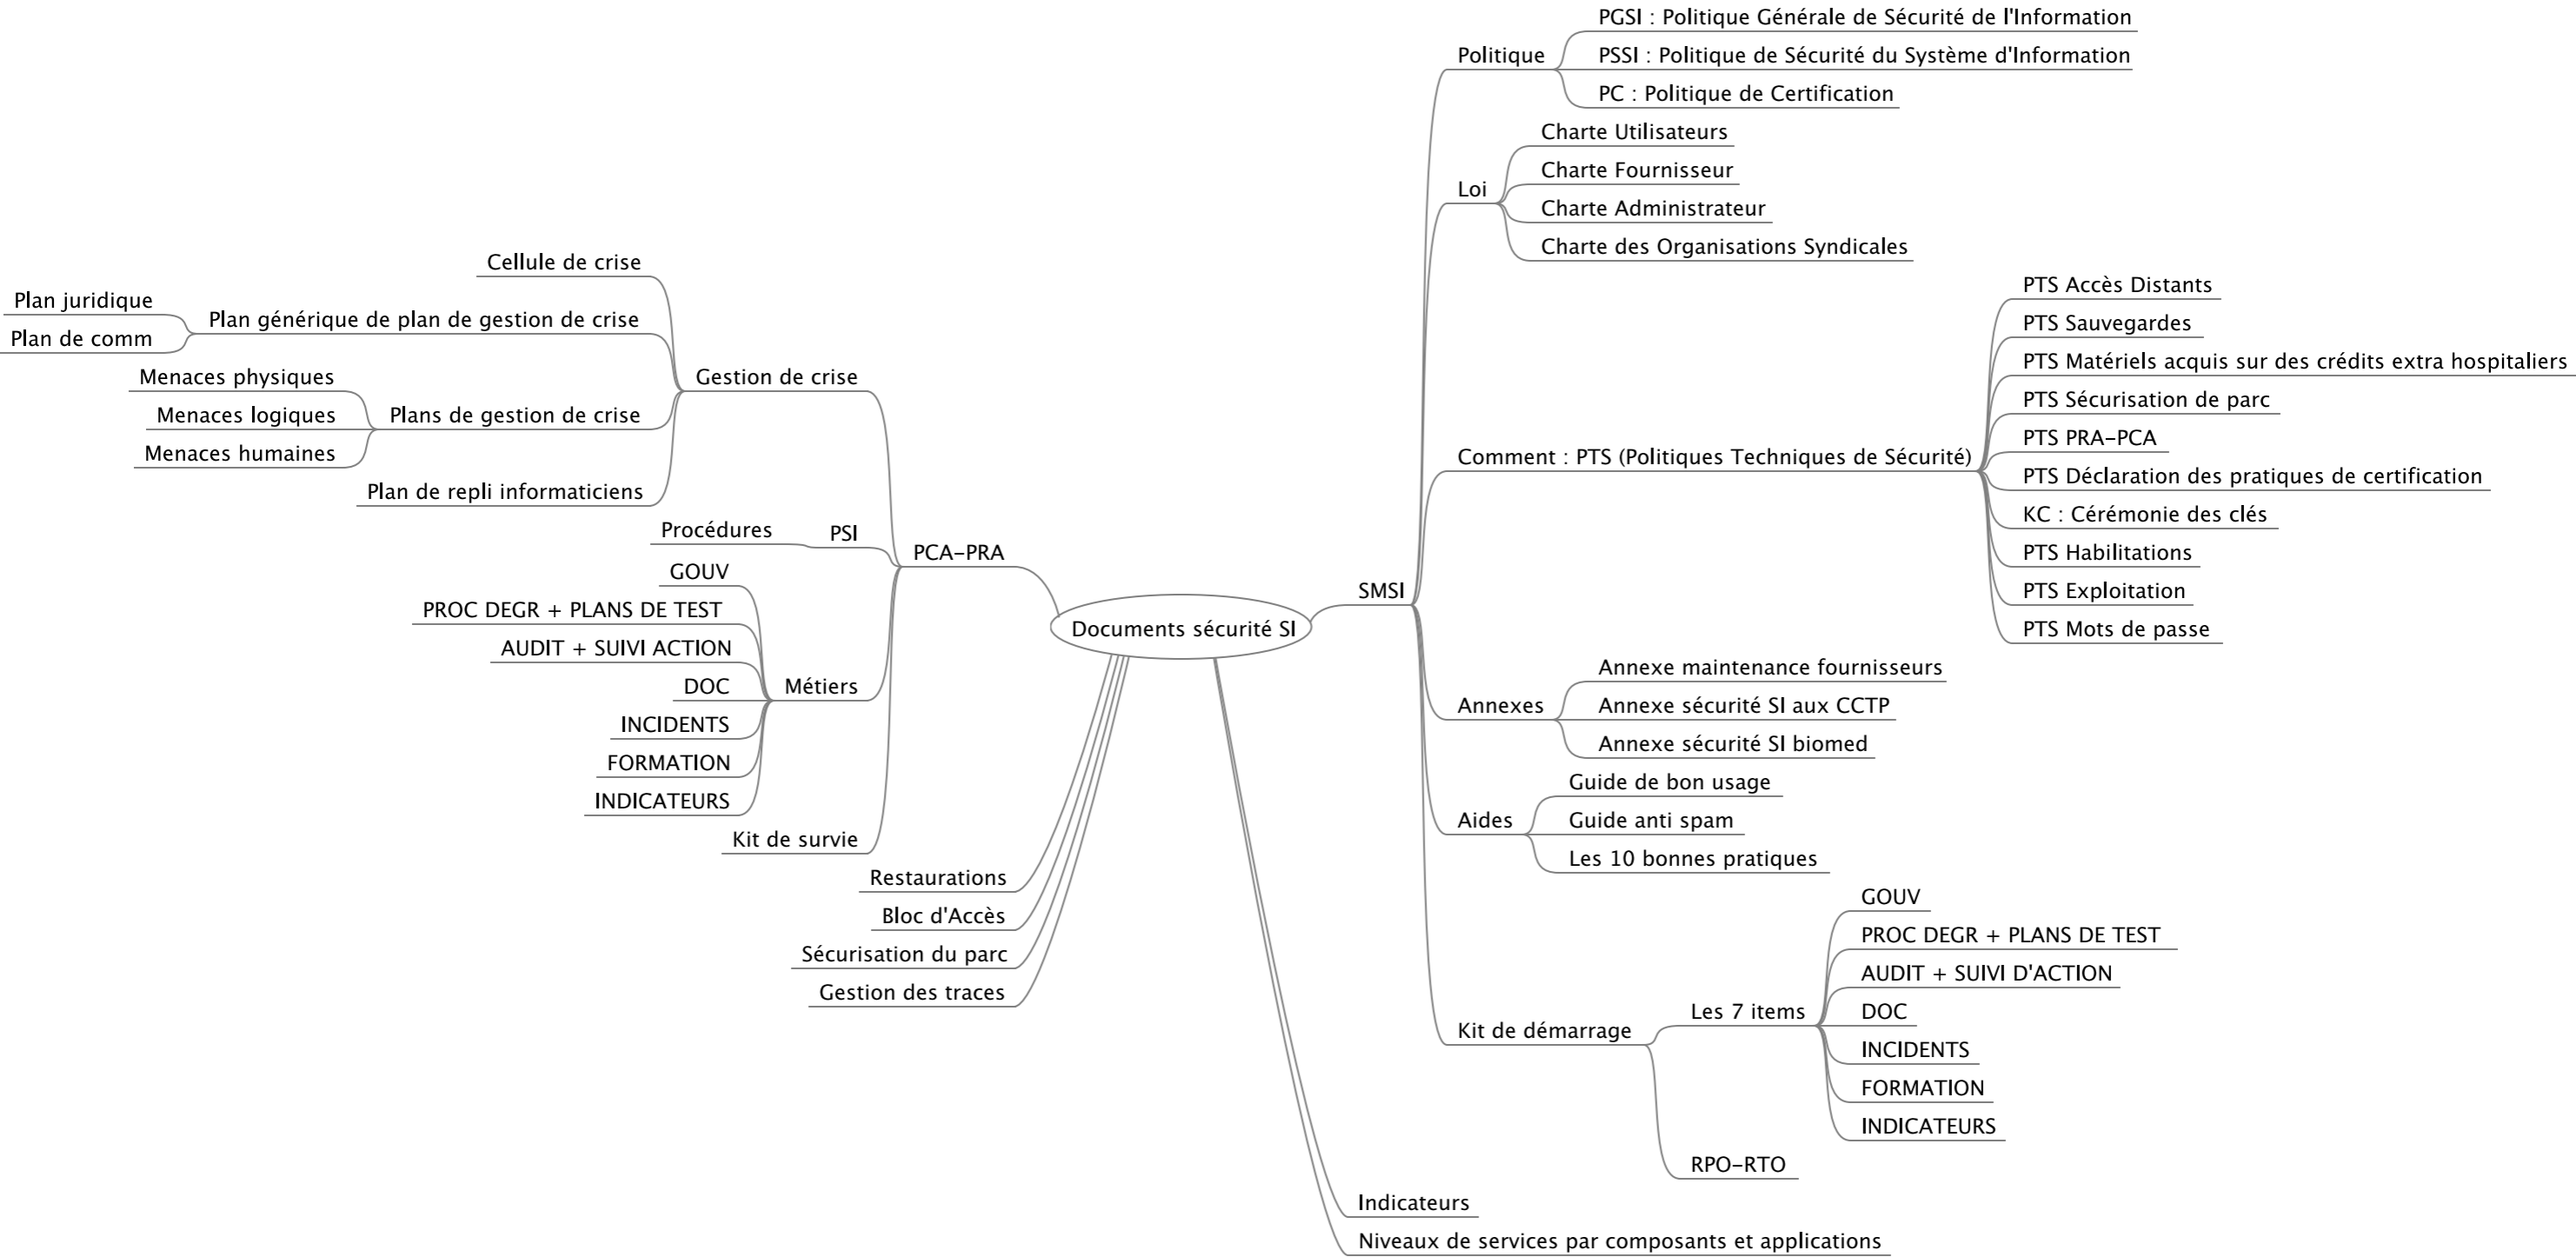 Documents sécurité SI
SMSI
Politique
PGSI : Politique Générale de Sécurité de l'Information
PSSI : Politique de Sécurité du Système d'Information
PC : Politique de Certification
Loi
Charte Utilisateurs
Charte Fournisseur
Charte Administrateur
Charte des Organisations Syndicales
Comment : PTS (Politiques Techniques de Sécurité)
PTS Accès Distants
PTS Sauvegardes
PTS Matériels acquis sur des crédits extra hospitaliers
PTS Sécurisation de parc
PTS PRA-PCA
PTS Déclaration des pratiques de certification
KC : Cérémonie des clés
PTS Habilitations
PTS Exploitation
PTS Mots de passe
Annexes
Annexe maintenance fournisseurs
Annexe sécurité SI aux CCTP
Annexe sécurité SI biomed
Aides
Guide de bon usage
Guide anti spam
Les 10 bonnes pratiques
Kit de démarrage
Les 7 items
GOUV
PROC DEGR + PLANS DE TEST
AUDIT + SUIVI D'ACTION
DOC
INCIDENTS
FORMATION
INDICATEURS
RPO-RTO
Indicateurs
Niveaux de services par composants et applications
PCA-PRA
Gestion de crise
Cellule de crise
Plan générique de plan de gestion de crise
Plan juridique
Plan de comm
Plans de gestion de crise
Menaces physiques
Menaces logiques
Menaces humaines
Plan de repli informaticiens
PSI
Procédures
Métiers
GOUV
PROC DEGR + PLANS DE TEST
AUDIT + SUIVI ACTION
DOC
INCIDENTS
FORMATION
INDICATEURS
Kit de survie
Restaurations
Bloc d'Accès
Sécurisation du parc
Gestion des traces